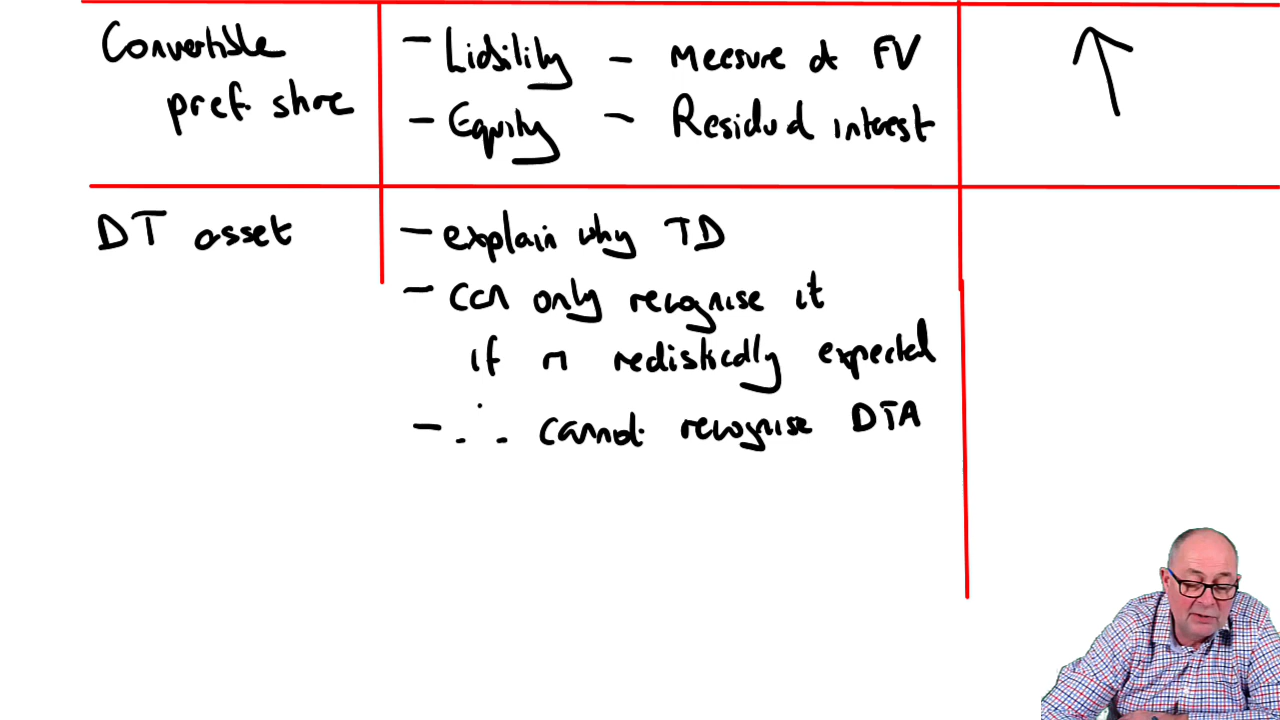 Convertible
pref. share
- Liability - Measure at FV
- Equity - Residual interest
DT asset
- explain why TD
- can only recognise it
if m realistically expected
- ∴ cannot recognise DTA